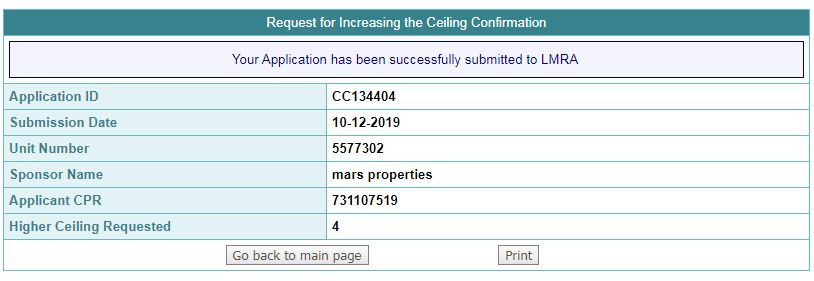 Request for Increasing the Ceiling Confirmation
Your Application has been successfully submitted to LMRA
Application ID CC134404
Submission Date 10-12-2019
Unit Number 5577302
Sponsor Name mars properties
Applicant CPR 731107519
Higher Ceiling Requested 4
Go back to main page Print